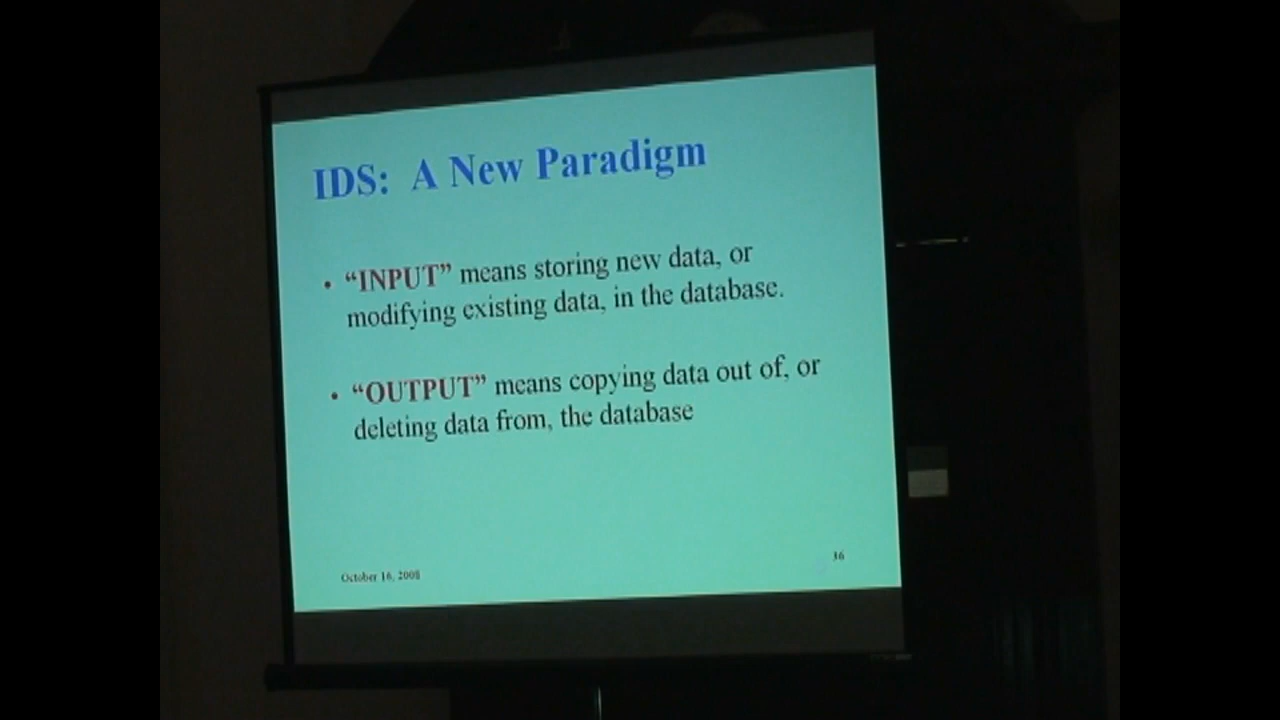 IDS: A New Paradigm
• “INPUT” means storing new data, or
modifying existing data, in the database.
• “OUTPUT” means copying data out of, or
deleting data from, the database
October 16, 2008
36